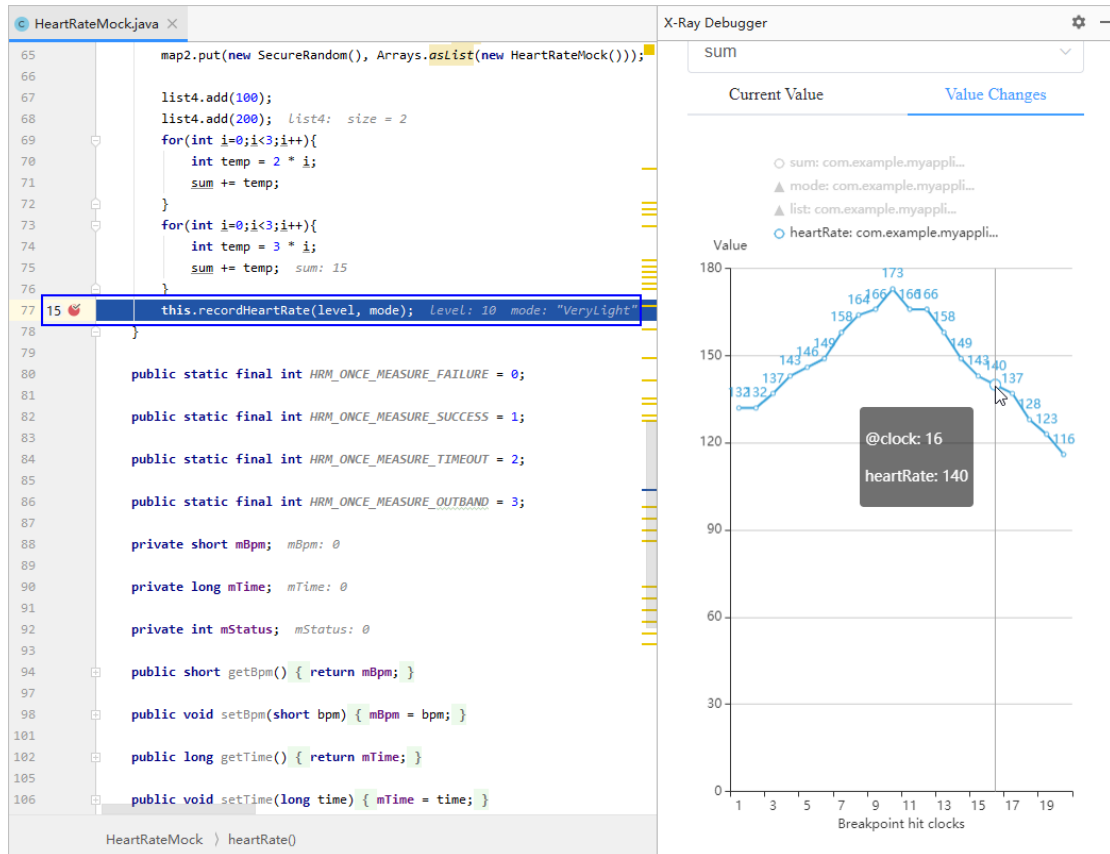 HeartRateMock.java
65 map2.put(new SecureRandom(), Arrays.asList(new HeartRateMock()));
66
67 list4.add(100);
68 list4.add(200); list4: size = 2
69 for(int i=0;i<3;i++){
70 int temp = 2 * i;
71 sum += temp;
72 }
73 for(int i=0;i<3;i++){
74 int temp = 3 * i;
75 sum += temp; sum: 15
76 }
77 15 this.recordHeartRate(level, mode); level: 10 mode: "VeryLight"
78 }
79
80 public static final int HRM_ONCE_MEASURE_FAILURE = 0;
81
82 public static final int HRM_ONCE_MEASURE_SUCCESS = 1;
83
84 public static final int HRM_ONCE_MEASURE_TIMEOUT = 2;
85
86 public static final int HRM_ONCE_MEASURE_OUTBAND = 3;
87
88 private short mBpm; mBpm: 0
89
90 private long mTime; mTime: 0
91
92 private int mStatus; mStatus: 0
93
94 public short getBpm() { return mBpm; }
97
98 public void setBpm(short bpm) { mBpm = bpm; }
101
102 public long getTime() { return mTime; }
105
106 public void setTime(long time) { mTime = time; }
HeartRateMock 〉 heartRate()
X-Ray Debugger
sum
Current Value Value Changes
sum: com.example.myappli...
mode: com.example.myappli...
list: com.example.myappli...
heartRate: com.example.myappli...
Value
180
150
120
90
60
30
0
132 132 137 143 146 149 158 164 166 173 166 166 158 149 143 140 137 128 123 116
@clock: 16
heartRate: 140
1 3 5 7 9 11 13 15 17 19
Breakpoint hit clocks